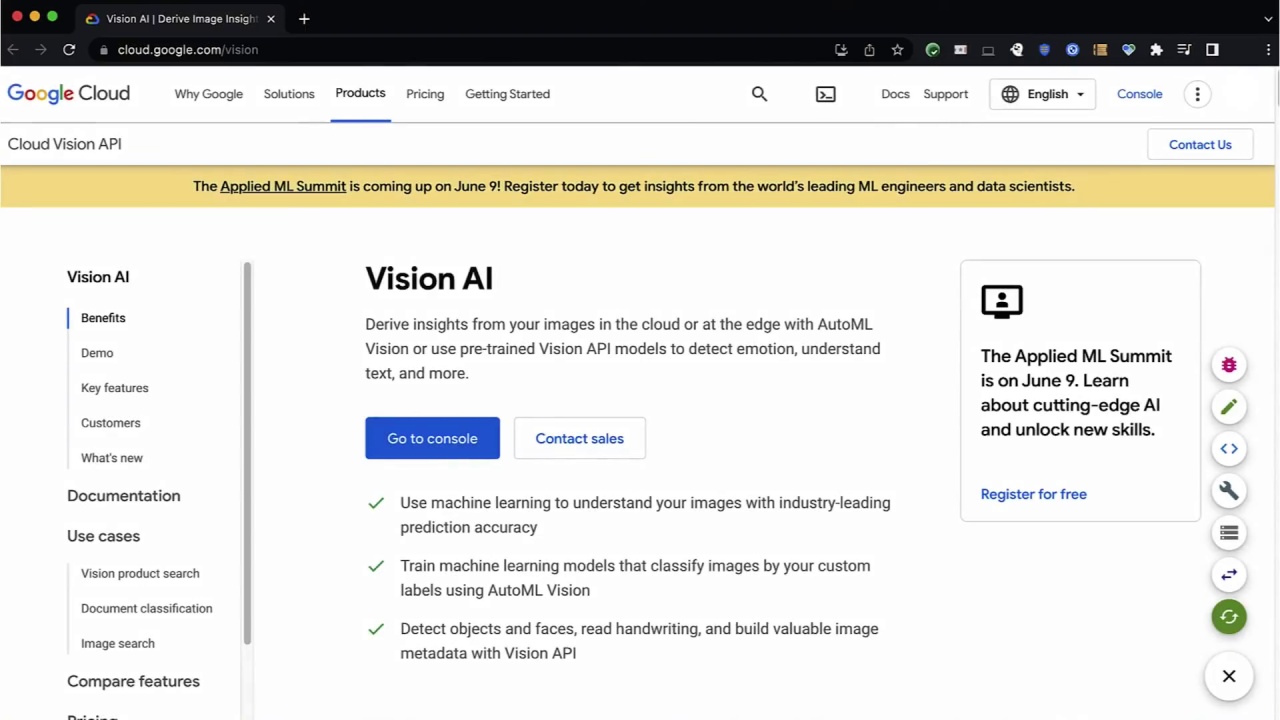 Vision AI | Derive Image Insigh
cloud.google.com/vision
Google Cloud
Why Google
Solutions
Products
Pricing
Getting Started
Docs
Support
English
Console
Cloud Vision API
Contact Us
The Applied ML Summit is coming up on June 9! Register today to get insights from the world's leading ML engineers and data scientists.
Vision AI
Benefits
Demo
Key features
Customers
What's new
Documentation
Use cases
Vision product search
Document classification
Image search
Compare features
Pricing
Vision AI
Derive insights from your images in the cloud or at the edge with AutoML
Vision or use pre-trained Vision API models to detect emotion, understand
text, and more.
Go to console
Contact sales
Use machine learning to understand your images with industry-leading
prediction accuracy
Train machine learning models that classify images by your custom
labels using AutoML Vision
Detect objects and faces, read handwriting, and build valuable image
metadata with Vision API
The Applied ML Summit
is on June 9. Learn
about cutting-edge AI
and unlock new skills.
Register for free